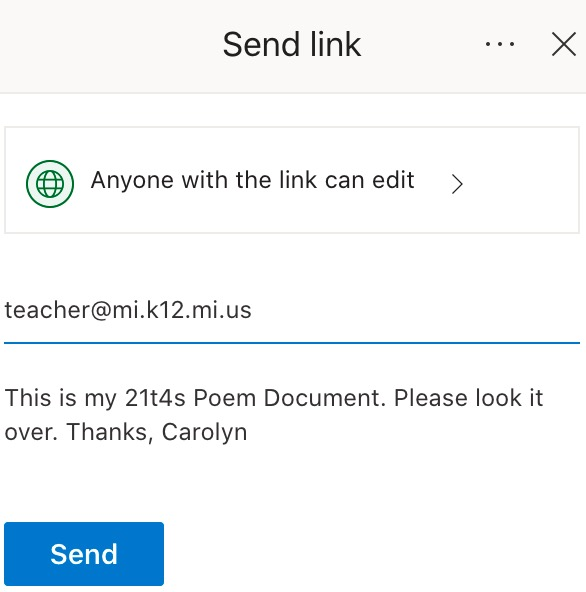 Send link
Anyone with the link can edit
teacher@mi.k12.mi.us
This is my 21t4s Poem Document. Please look it
over. Thanks, Carolyn
Send